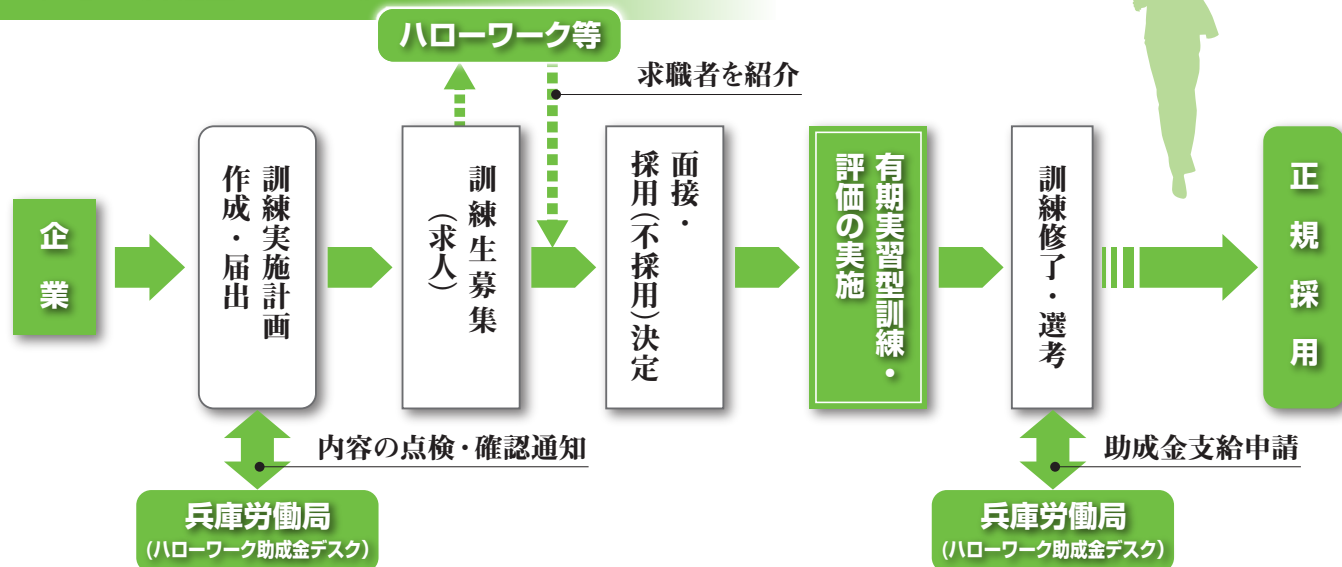 ハローワーク等
求職者を紹介
企業
訓練実施計画
作成・届出
訓練生募集
（求人）
面接・
採用（不採用）決定
有期実習型訓練・
評価の実施
訓練修了・選考
正規採用
内容の点検・確認通知
助成金支給申請
兵庫労働局
(ハローワーク助成金デスク)
兵庫労働局
(ハローワーク助成金デスク)